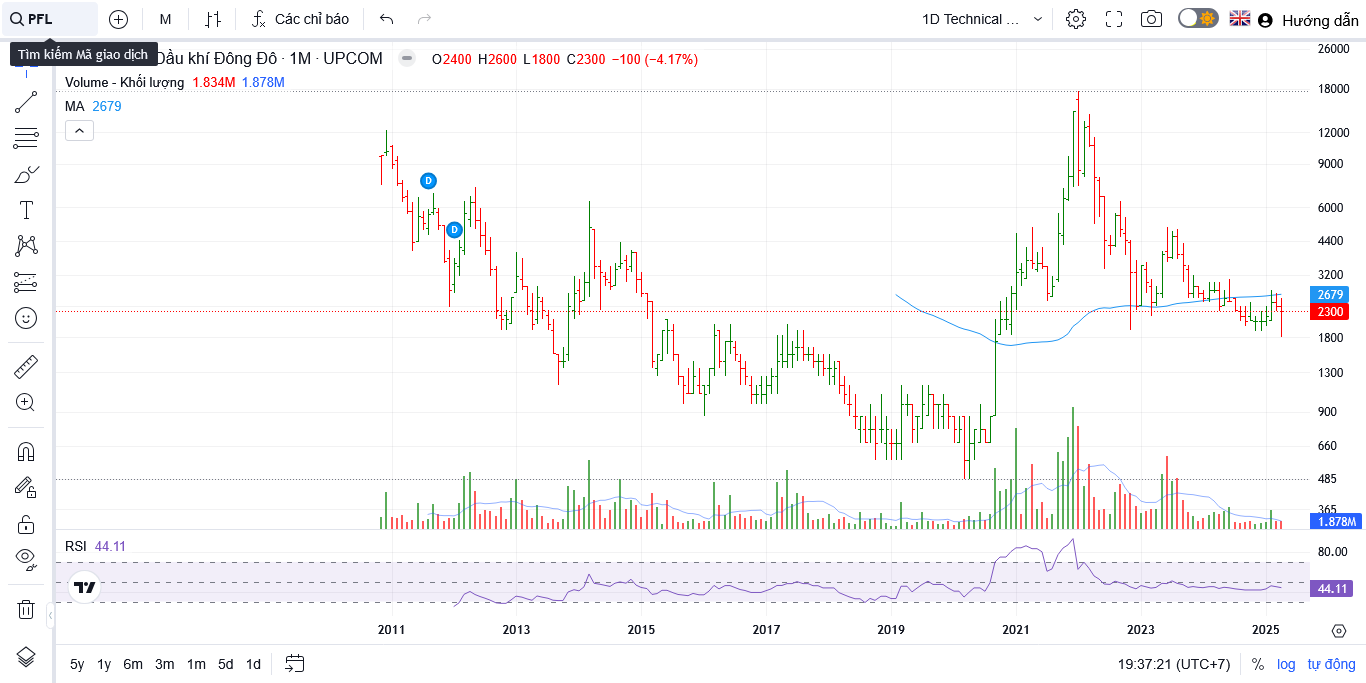 PFL M Các chỉ báo 1D Technical ... Hướng dẫn
Tìm kiếm Mã giao dịch
Dầu khí Đông Đô · 1M · UPCOM O2400 H2600 L1800 C2300 −100 (−4.17%)
Volume - Khối lượng 1.834M 1.878M
MA 2679
D
D
26000
18000
12000
9000
6000
4400
3200
2679
2300
1800
1300
900
660
485
365
1.878M
RSI 44.11
80.00
44.11
2011 2013 2015 2017 2019 2021 2023 2025
5y 1y 6m 3m 1m 5d 1d 19:37:21 (UTC+7) % log tự động